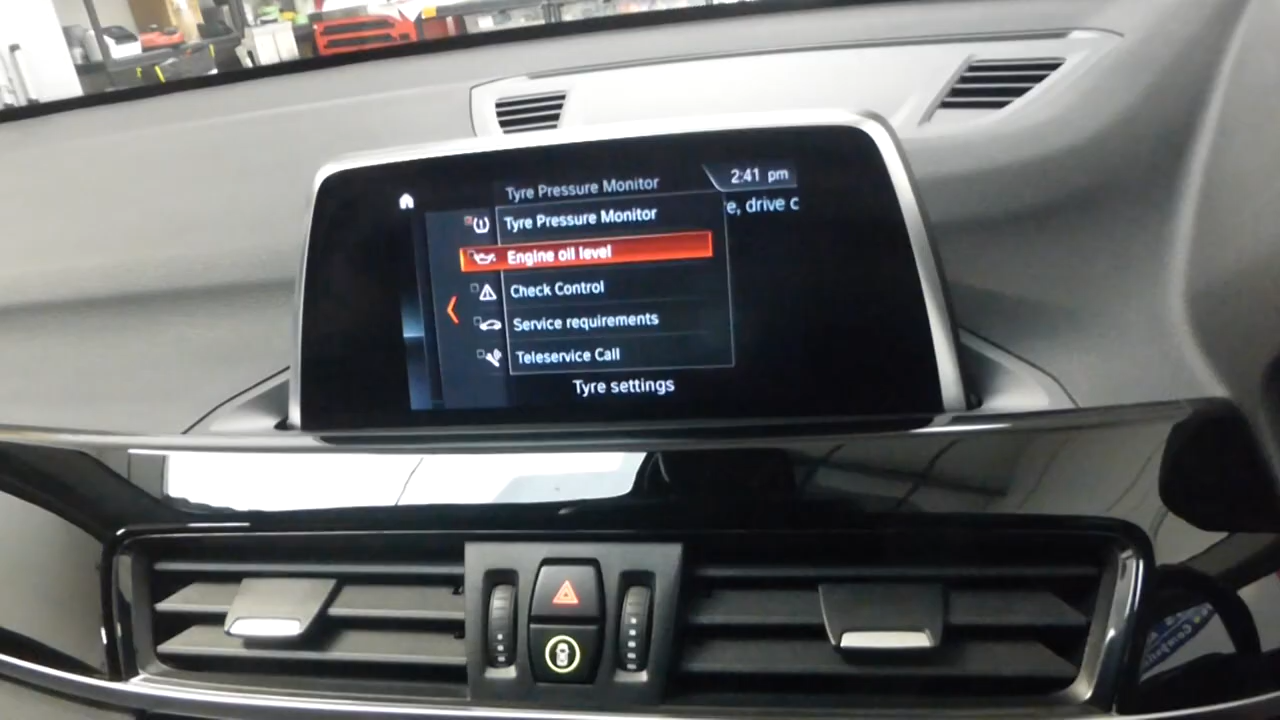 Tyre Pressure Monitor
2:41 pm
Tyre Pressure Monitor
e, drive c
Engine oil level
Check Control
Service requirements
Teleservice Call
Tyre settings